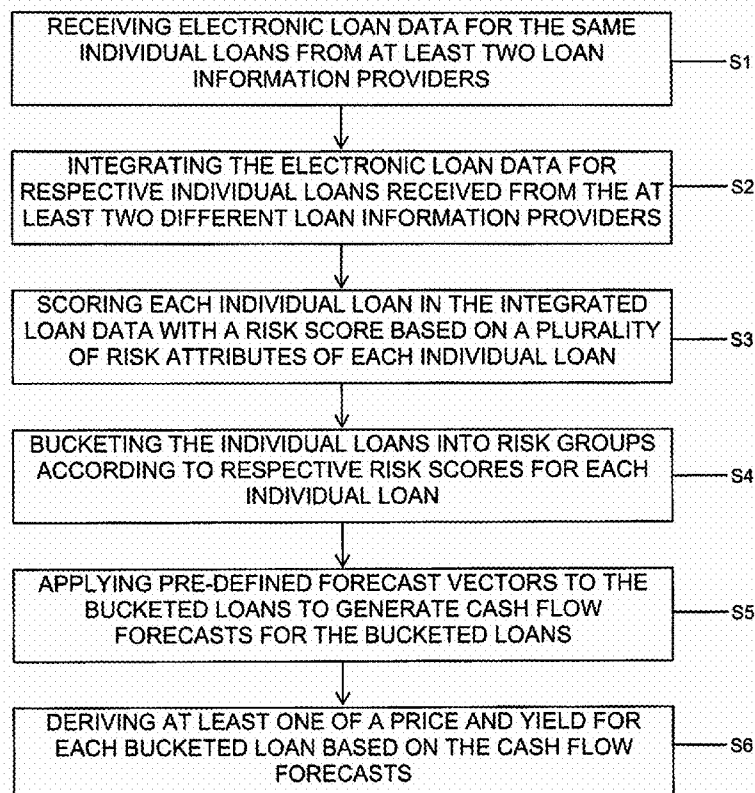 RECEIVING ELECTRONIC LOAN DATA FOR THE SAME
INDIVIDUAL LOANS FROM AT LEAST TWO LOAN
INFORMATION PROVIDERS
S1
INTEGRATING THE ELECTRONIC LOAN DATA FOR
RESPECTIVE INDIVIDUAL LOANS RECEIVED FROM THE AT
LEAST TWO DIFFERENT LOAN INFORMATION PROVIDERS
S2
SCORING EACH INDIVIDUAL LOAN IN THE INTEGRATED
LOAN DATA WITH A RISK SCORE BASED ON A PLURALITY
OF RISK ATTRIBUTES OF EACH INDIVIDUAL LOAN
S3
BUCKETING THE INDIVIDUAL LOANS INTO RISK GROUPS
ACCORDING TO RESPECTIVE RISK SCORES FOR EACH
INDIVIDUAL LOAN
S4
APPLYING PRE-DEFINED FORECAST VECTORS TO THE
BUCKETED LOANS TO GENERATE CASH FLOW
FORECASTS FOR THE BUCKETED LOANS
S5
DERIVING AT LEAST ONE OF A PRICE AND YIELD FOR
EACH BUCKETED LOAN BASED ON THE CASH FLOW
FORECASTS
S6